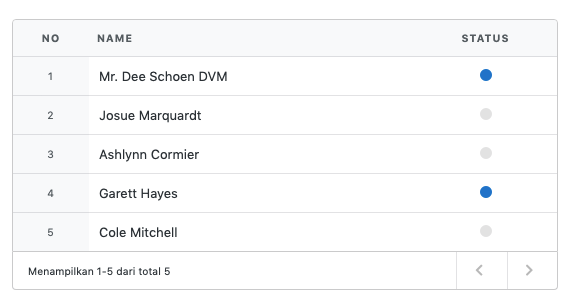 NO NAME STATUS
1 Mr. Dee Schoen DVM
2 Josue Marquardt
3 Ashlynn Cormier
4 Garett Hayes
5 Cole Mitchell
Menampilkan 1-5 dari total 5